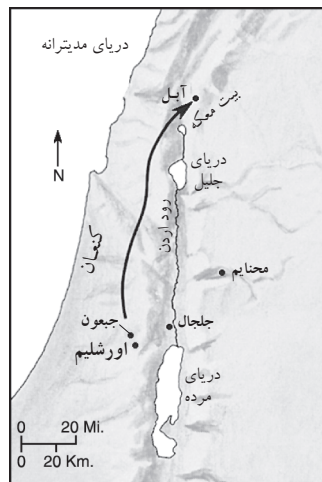 دریای مدیترانه
آبل
بیت معکه
دریای
جلیل
N
رود اردن
کنعان
محنایم
جبعون
جلجال
اورشلیم
دریای
مرده
0 20 Mi.
0 20 Km.